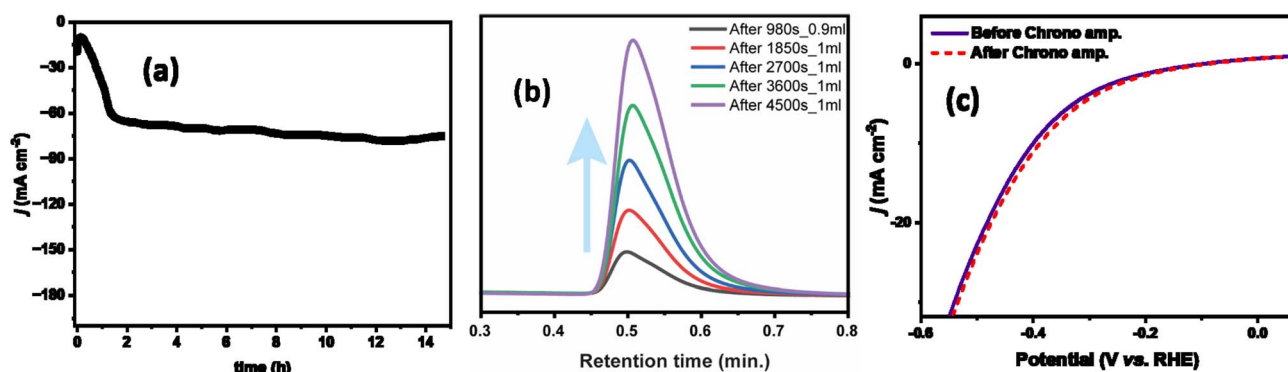 (a)
0
−30
−60
−90
−120
−150
−180
J (mA cm⁻²)
0 2 4 6 8 10 12 14
time (h)
(b)
After 980s_0.9ml
After 1850s_1ml
After 2700s_1ml
After 3600s_1ml
After 4500s_1ml
0.3 0.4 0.5 0.6 0.7 0.8
Retention time (min.)
Before Chrono amp.
After Chrono amp.
(c)
0
-20
J (mA cm⁻²)
-0.6 -0.4 -0.2 0.0
Potential (V vs. RHE)